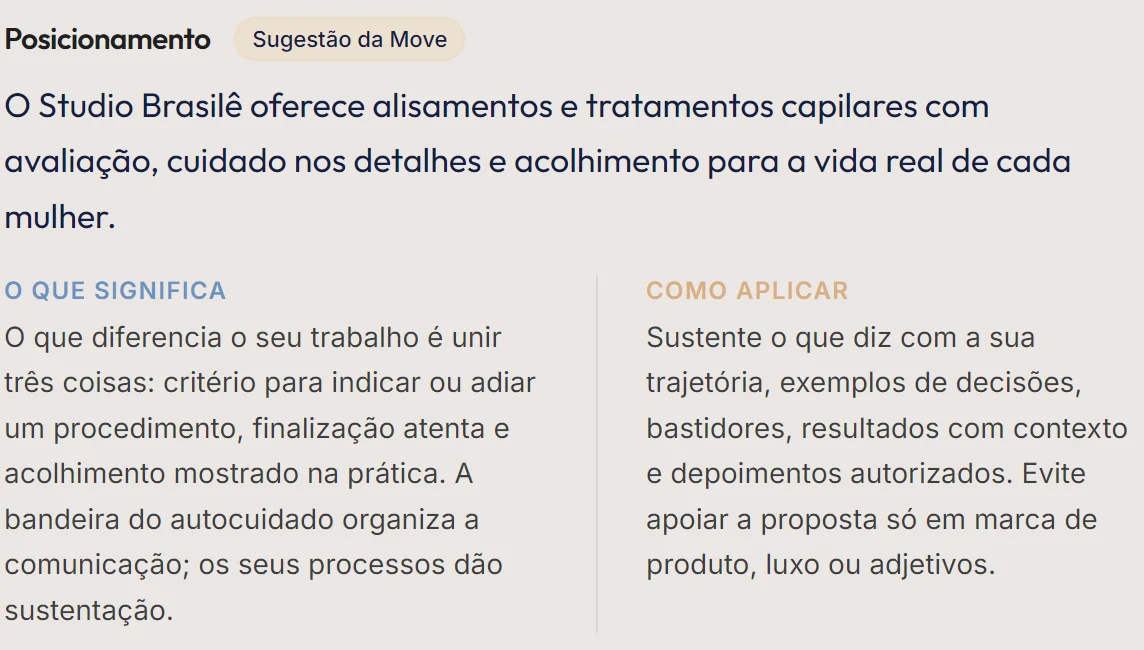 Posicionamento
Sugestão da Move
O Studio Brasilê oferece alisamentos e tratamentos capilares com
avaliação, cuidado nos detalhes e acolhimento para a vida real de cada
mulher.
O QUE SIGNIFICA
O que diferencia o seu trabalho é unir
três coisas: critério para indicar ou adiar
um procedimento, finalização atenta e
acolhimento mostrado na prática. A
bandeira do autocuidado organiza a
comunicação; os seus processos dão
sustentação.
COMO APLICAR
Sustente o que diz com a sua
trajetória, exemplos de decisões,
bastidores, resultados com contexto
e depoimentos autorizados. Evite
apoiar a proposta só em marca de
produto, luxo ou adjetivos.